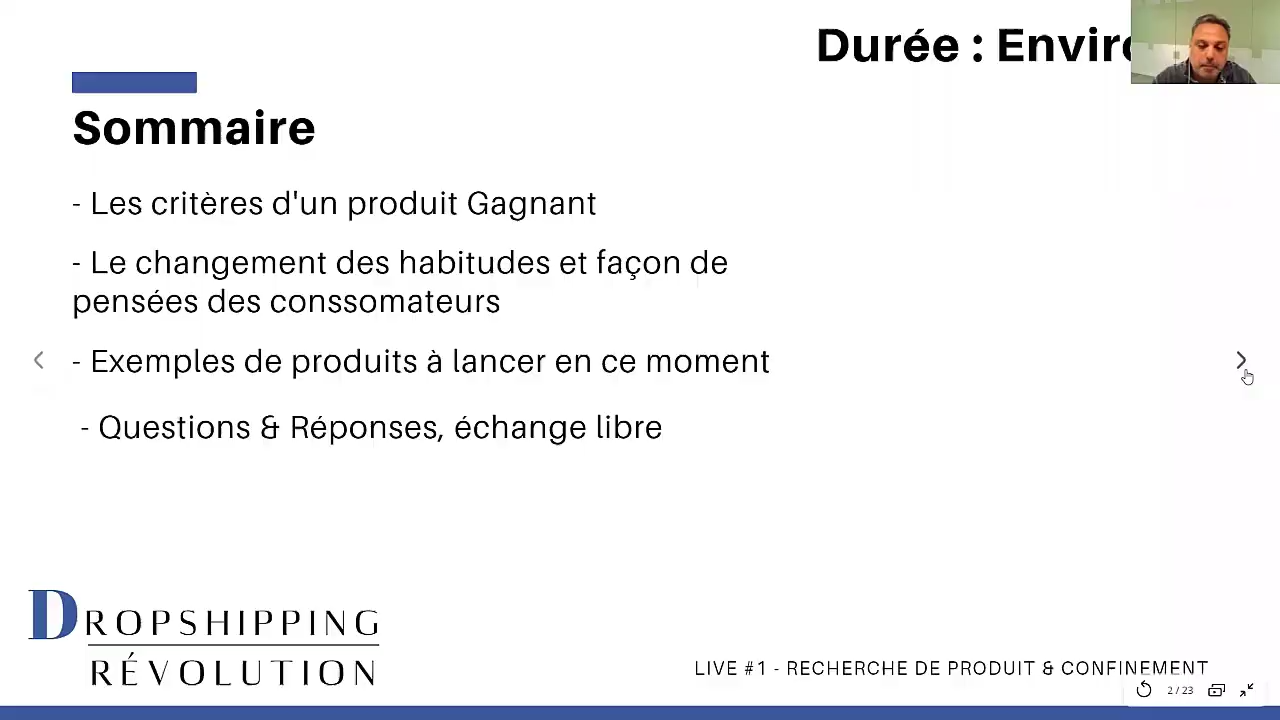 Durée : Enviro
Sommaire
- Les critères d'un produit Gagnant
- Le changement des habitudes et façon de
pensées des conssomateurs
- Exemples de produits à lancer en ce moment
- Questions & Réponses, échange libre
DROPSHIPPING
RÉVOLUTION
LIVE #1 - RECHERCHE DE PRODUIT & CONFINEMENT
2 / 23